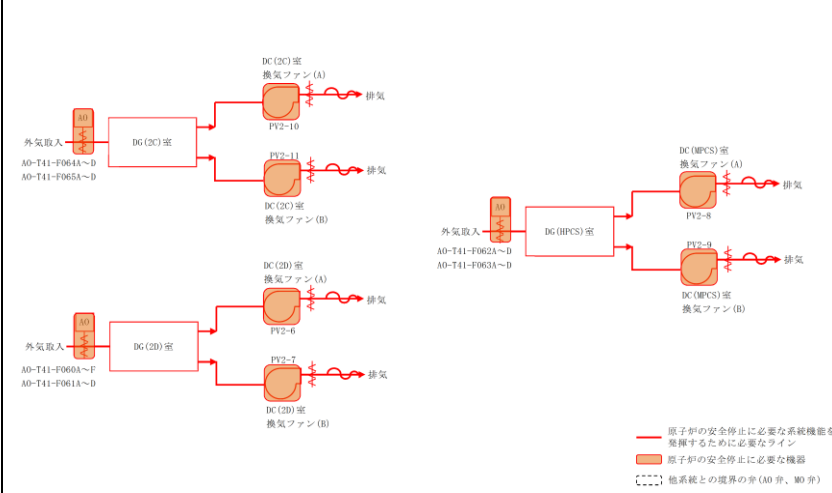 DC(2C)室
換気ファン(A)
AO
排気
外気取入
DG(2C)室
PV2-10
AO-T41-F064A～D
AO-T41-F065A～D
PV2-11
排気
DC(2C)室
換気ファン(B)
DC(MPCS)室
換気ファン(A)
排気
AO
PV2-8
外気取入
DG(HPCS)室
AO-T41-F062A～D
AO-T41-F063A～D
PV2-9
排気
DC(MPCS)室
換気ファン(B)
DC(2D)室
換気ファン(A)
排気
AO
PV2-6
外気取入
DG(2D)室
AO-T41-F060A～F
AO-T41-F061A～D
PV2-7
排気
DC(2D)室
換気ファン(B)
原子炉の安全停止に必要な系統機能を
発揮するために必要なライン
原子炉の安全停止に必要な機器
他系統との境界の弁(AO 弁、MO 弁)